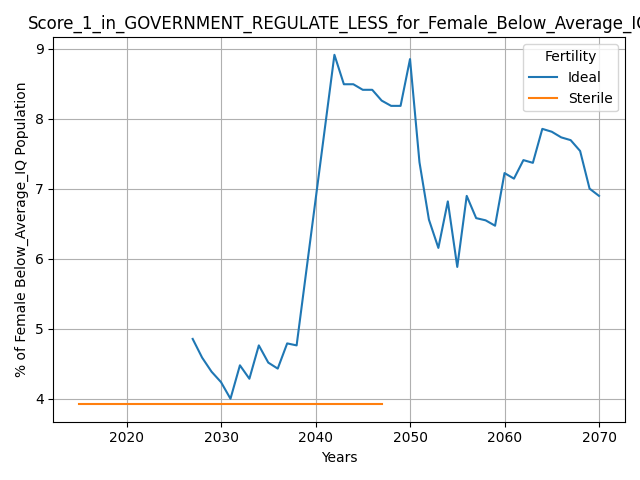 Score_1_in_GOVERNMENT_REGULATE_LESS_for_Female_Below_Average_IQ
Fertility
Ideal
Sterile
% of Female Below_Average_IQ Population
9
8
7
6
5
4
2020 2030 2040 2050 2060 2070
Years